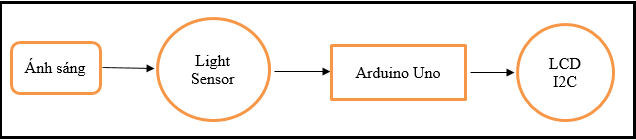 Ánh sáng
Light
Sensor
Arduino Uno
LCD
I2C